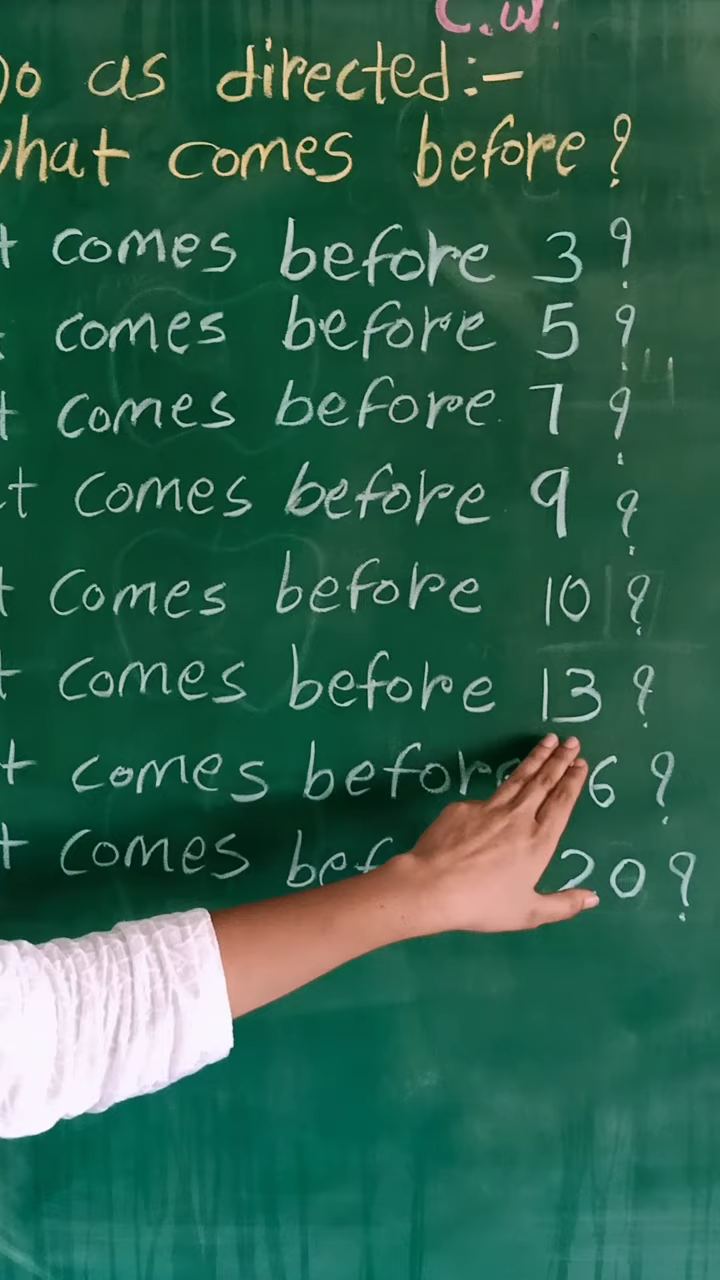 C.W.
Do as directed:-
what comes before?
t comes before 3?
t comes before 5?
t comes before 7?
t comes before 9?
t comes before 10?
t comes before 13?
t comes before 6?
t comes bef 20?